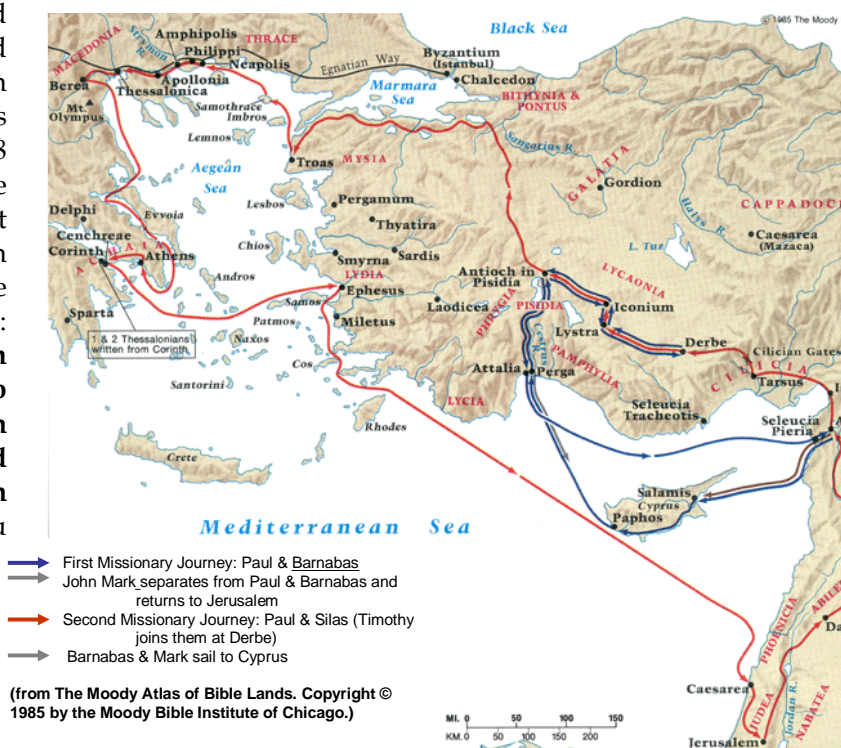 d
d
n
s
8
e
t
n
e
:
n
o
n
d
n
u
© 1985 The Moody
Black Sea
MACEDONIA
Strymon R.
Amphipolis
Philippi
THRACE
Neapolis
Egnatian Way
Byzantium
(Istanbul)
Chalcedon
Berea
Apollonia
Thessalonica
Mt.
Olympus
Samothrace
Imbros
Marmara
Sea
BITHYNIA &
PONTUS
Lemnos
Sangarius R.
Aegean
Sea
Troas
MYSIA
GALATIA
Gordion
Halys R.
CAPPADOCI
Caesarea
(Mazaca)
Lesbos
Pergamum
Thyatira
Delphi
Evvoia
Cenchreae
Corinth
ACHAIA
Athens
Chios
Smyrna
Sardis
L. Tuz
Andros
LYDIA
Ephesus
Antioch in
Pisidia
LYCAONIA
Iconium
PHRYGIA
PISIDIA
Sparta
Samos
Patmos
Miletus
Laodicea
Lystra
Derbe
Cestrus R.
PAMPHYLIA
Cilician Gates
CILICIA
Tarsus
1 & 2 Thessalonians
written from Corinth
Naxos
Cos
Attalia
Perga
Santorini
LYCIA
Seleucia
Tracheotis
Rhodes
Seleucia
Pieria
Crete
Salamis
Cyprus
Paphos
Mediterranean Sea
First Missionary Journey: Paul & Barnabas
John Mark separates from Paul & Barnabas and
returns to Jerusalem
Second Missionary Journey: Paul & Silas (Timothy
joins them at Derbe)
Barnabas & Mark sail to Cyprus
(from The Moody Atlas of Bible Lands. Copyright ©
1985 by the Moody Bible Institute of Chicago.)
PHOENICIA
ABILEN
Da
Caesarea
JUDEA
Jordan R.
NABATEA
Jerusalem
MI. 0 50 100 150
KM. 0 50 100 200